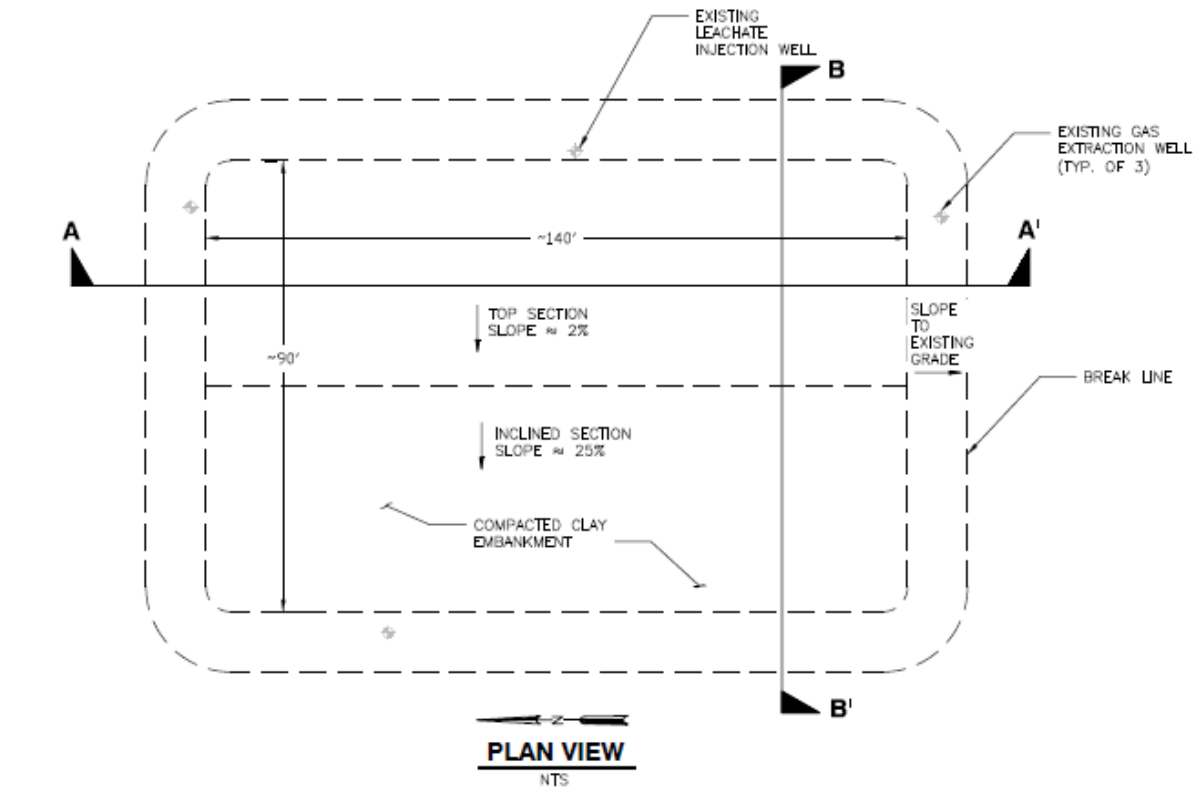 EXISTING
LEACHATE
INJECTION WELL
B
EXISTING GAS
EXTRACTION WELL
(TYP. OF 3)
A
~140'
A'
TOP SECTION
SLOPE ≈ 2%
SLOPE
TO
EXISTING
GRADE
~90'
BREAK LINE
INCLINED SECTION
SLOPE ≈ 25%
COMPACTED CLAY
EMBANKMENT
B'
N
PLAN VIEW
NTS